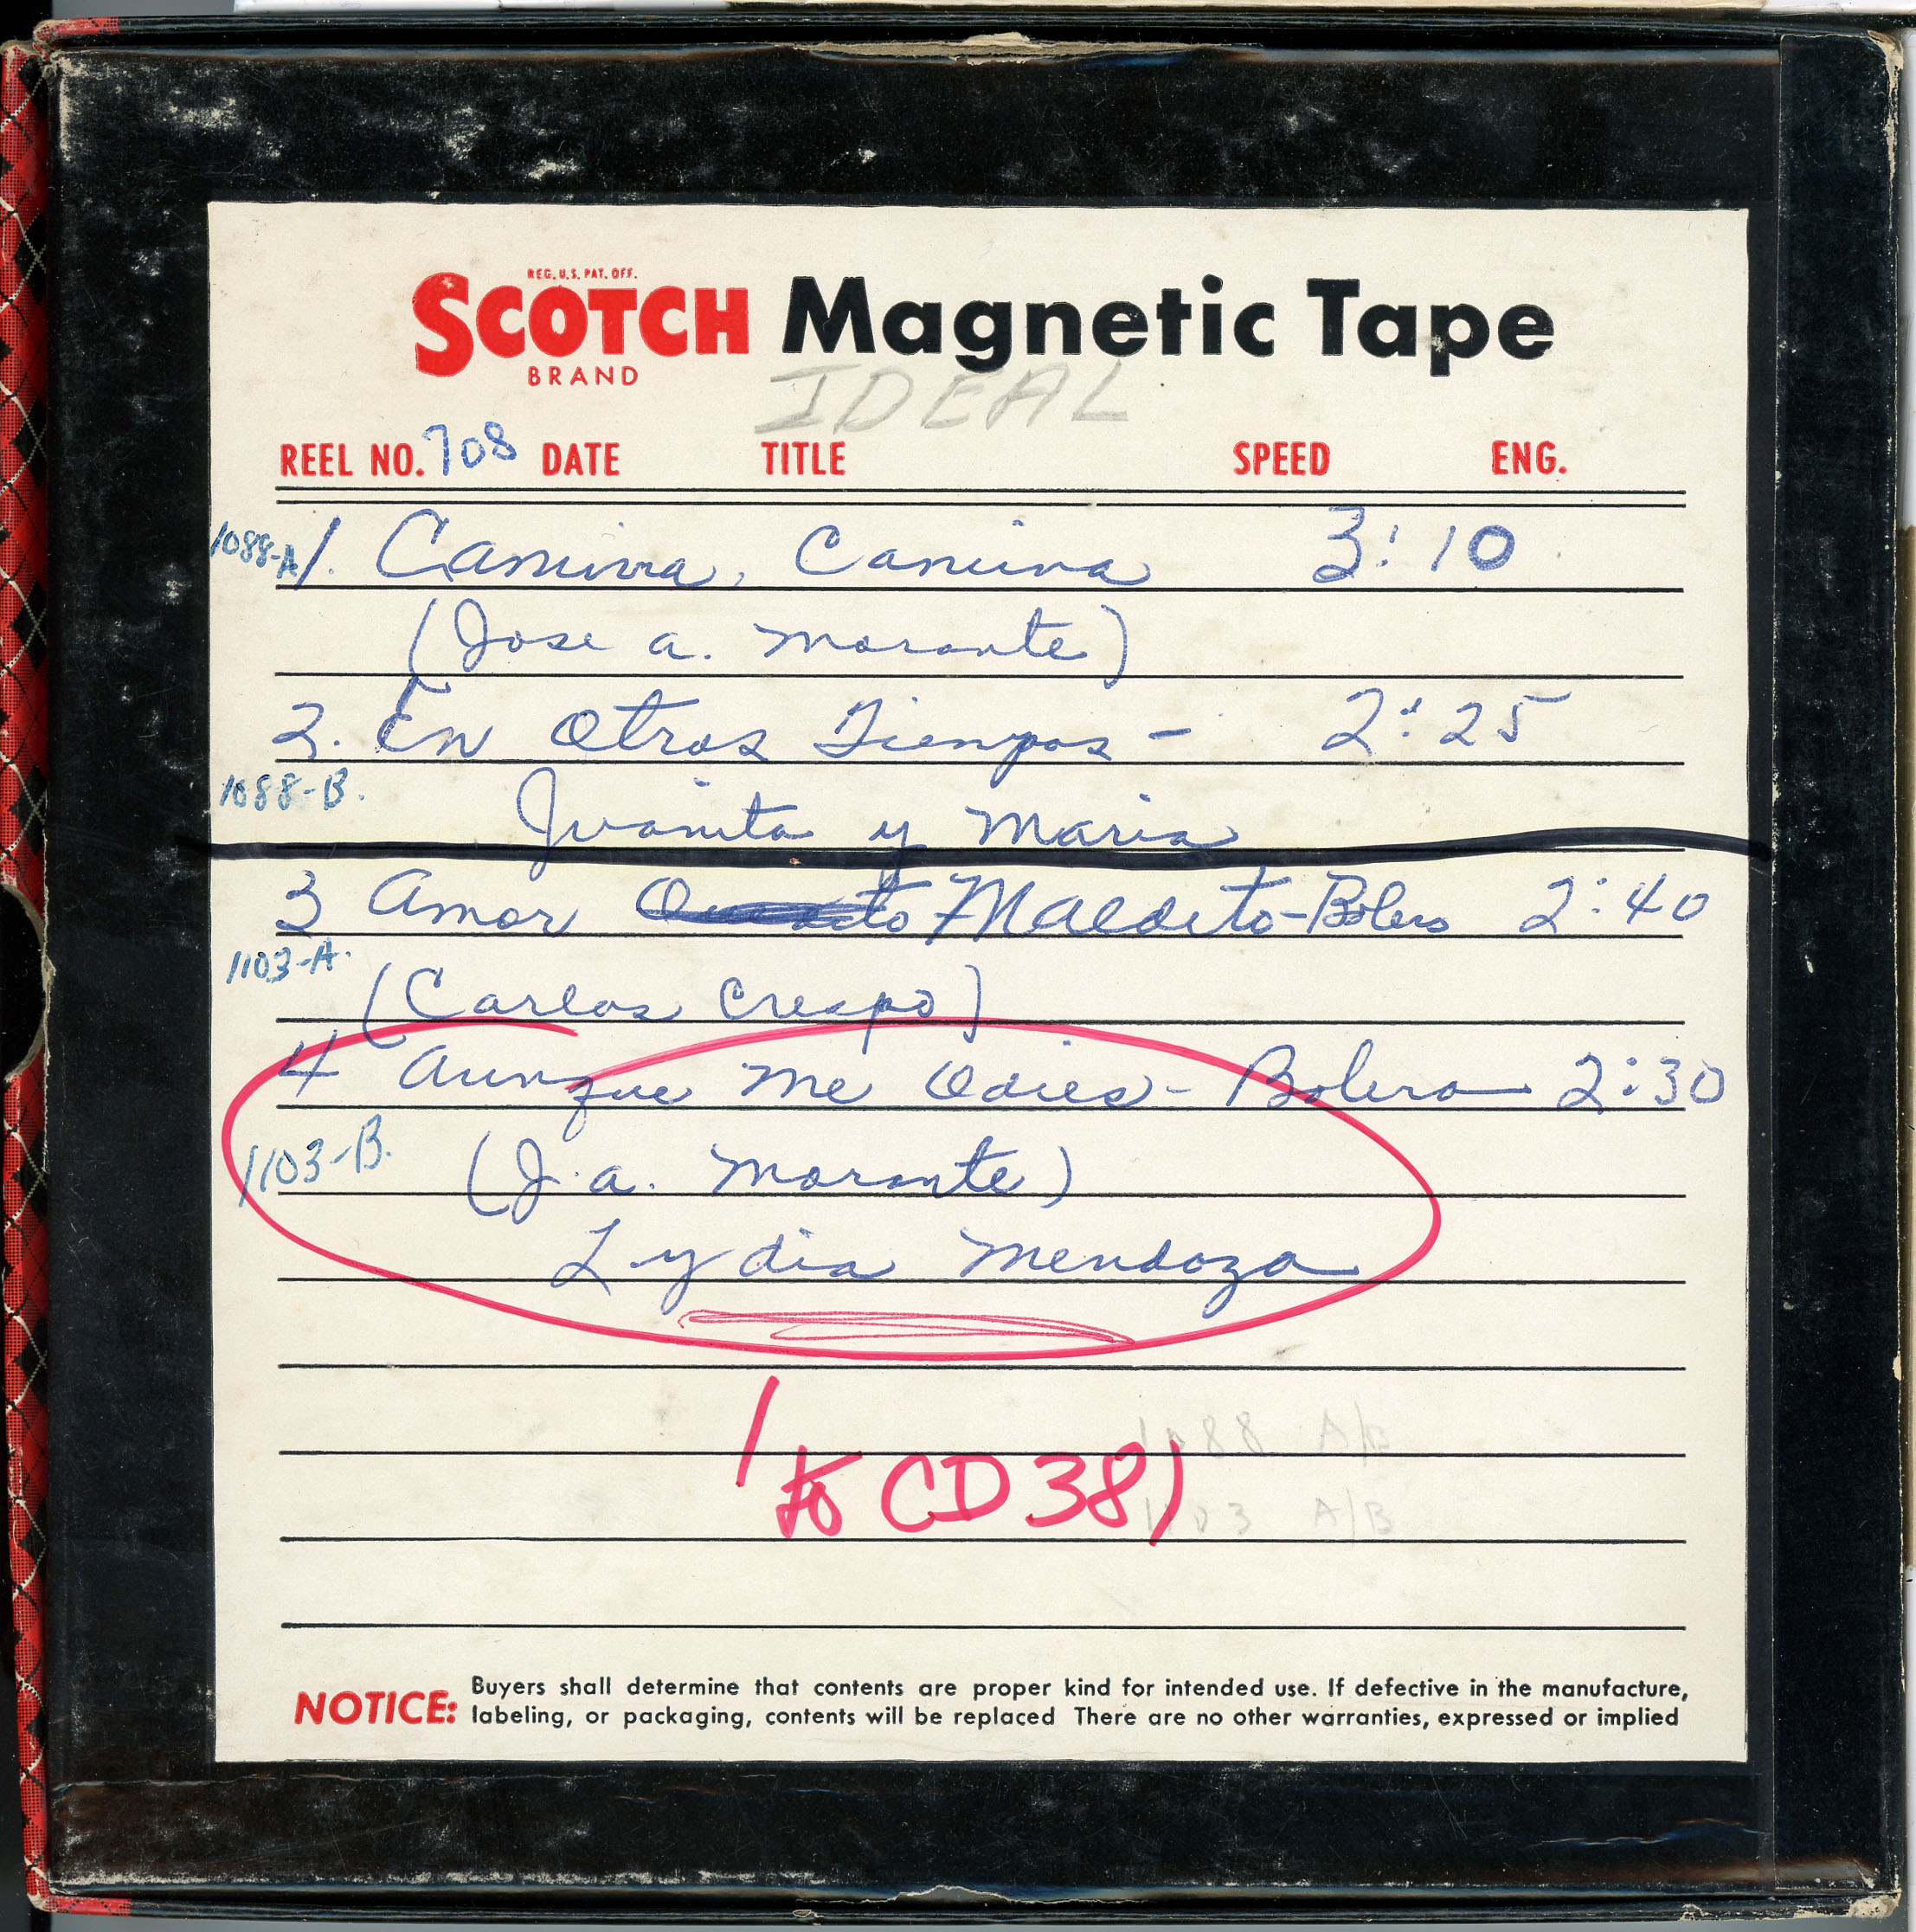 REG. U.S. PAT. OFF.
SCOTCH Magnetic Tape
BRAND
IDEAL
REEL NO. 708 DATE TITLE SPEED ENG.
1088-A 1. Camina, Camina 3:10
(Jose A. Morante)
2. En Otros Tiempos - 2:25
1088-B.
Juanita y Maria
3 Amor Maldito-Bolero 2:40
1103-A.
(Carlos Crespo)
4 Aunque Me Odies - Bolero 2:30
1103-B. (J.A. Morante)
Lydia Mendoza
1088 A/B
to CD 381
1103 A/B
NOTICE: Buyers shall determine that contents are proper kind for intended use. If defective in the manufacture,
labeling, or packaging, contents will be replaced There are no other warranties, expressed or implied